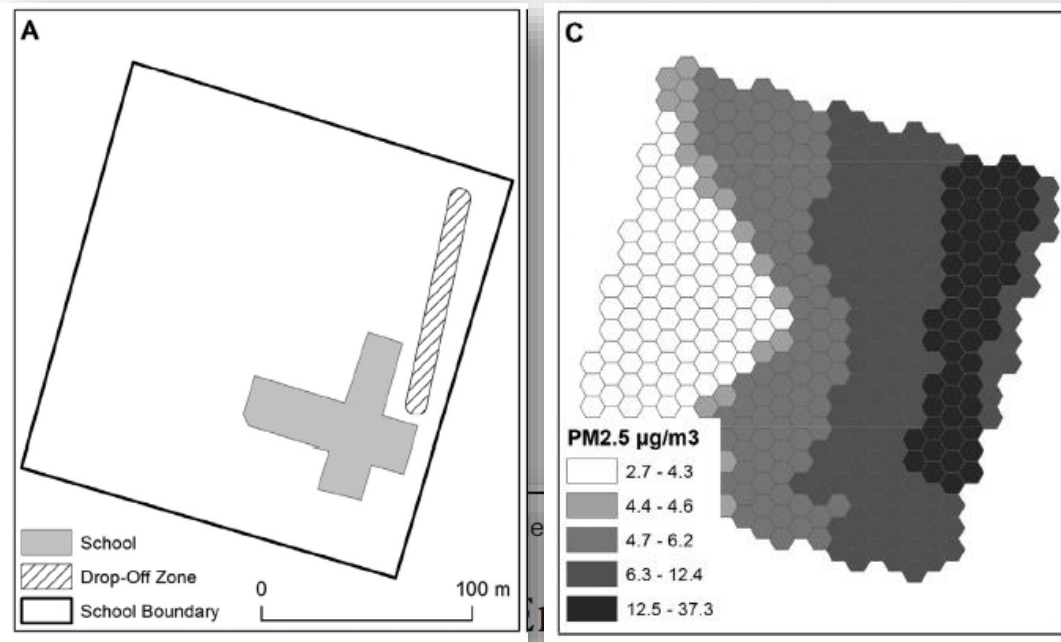 A
School
Drop-Off Zone
School Boundary
0 100 m
C
PM2.5 µg/m3
2.7 - 4.3
4.4 - 4.6
4.7 - 6.2
6.3 - 12.4
12.5 - 37.3